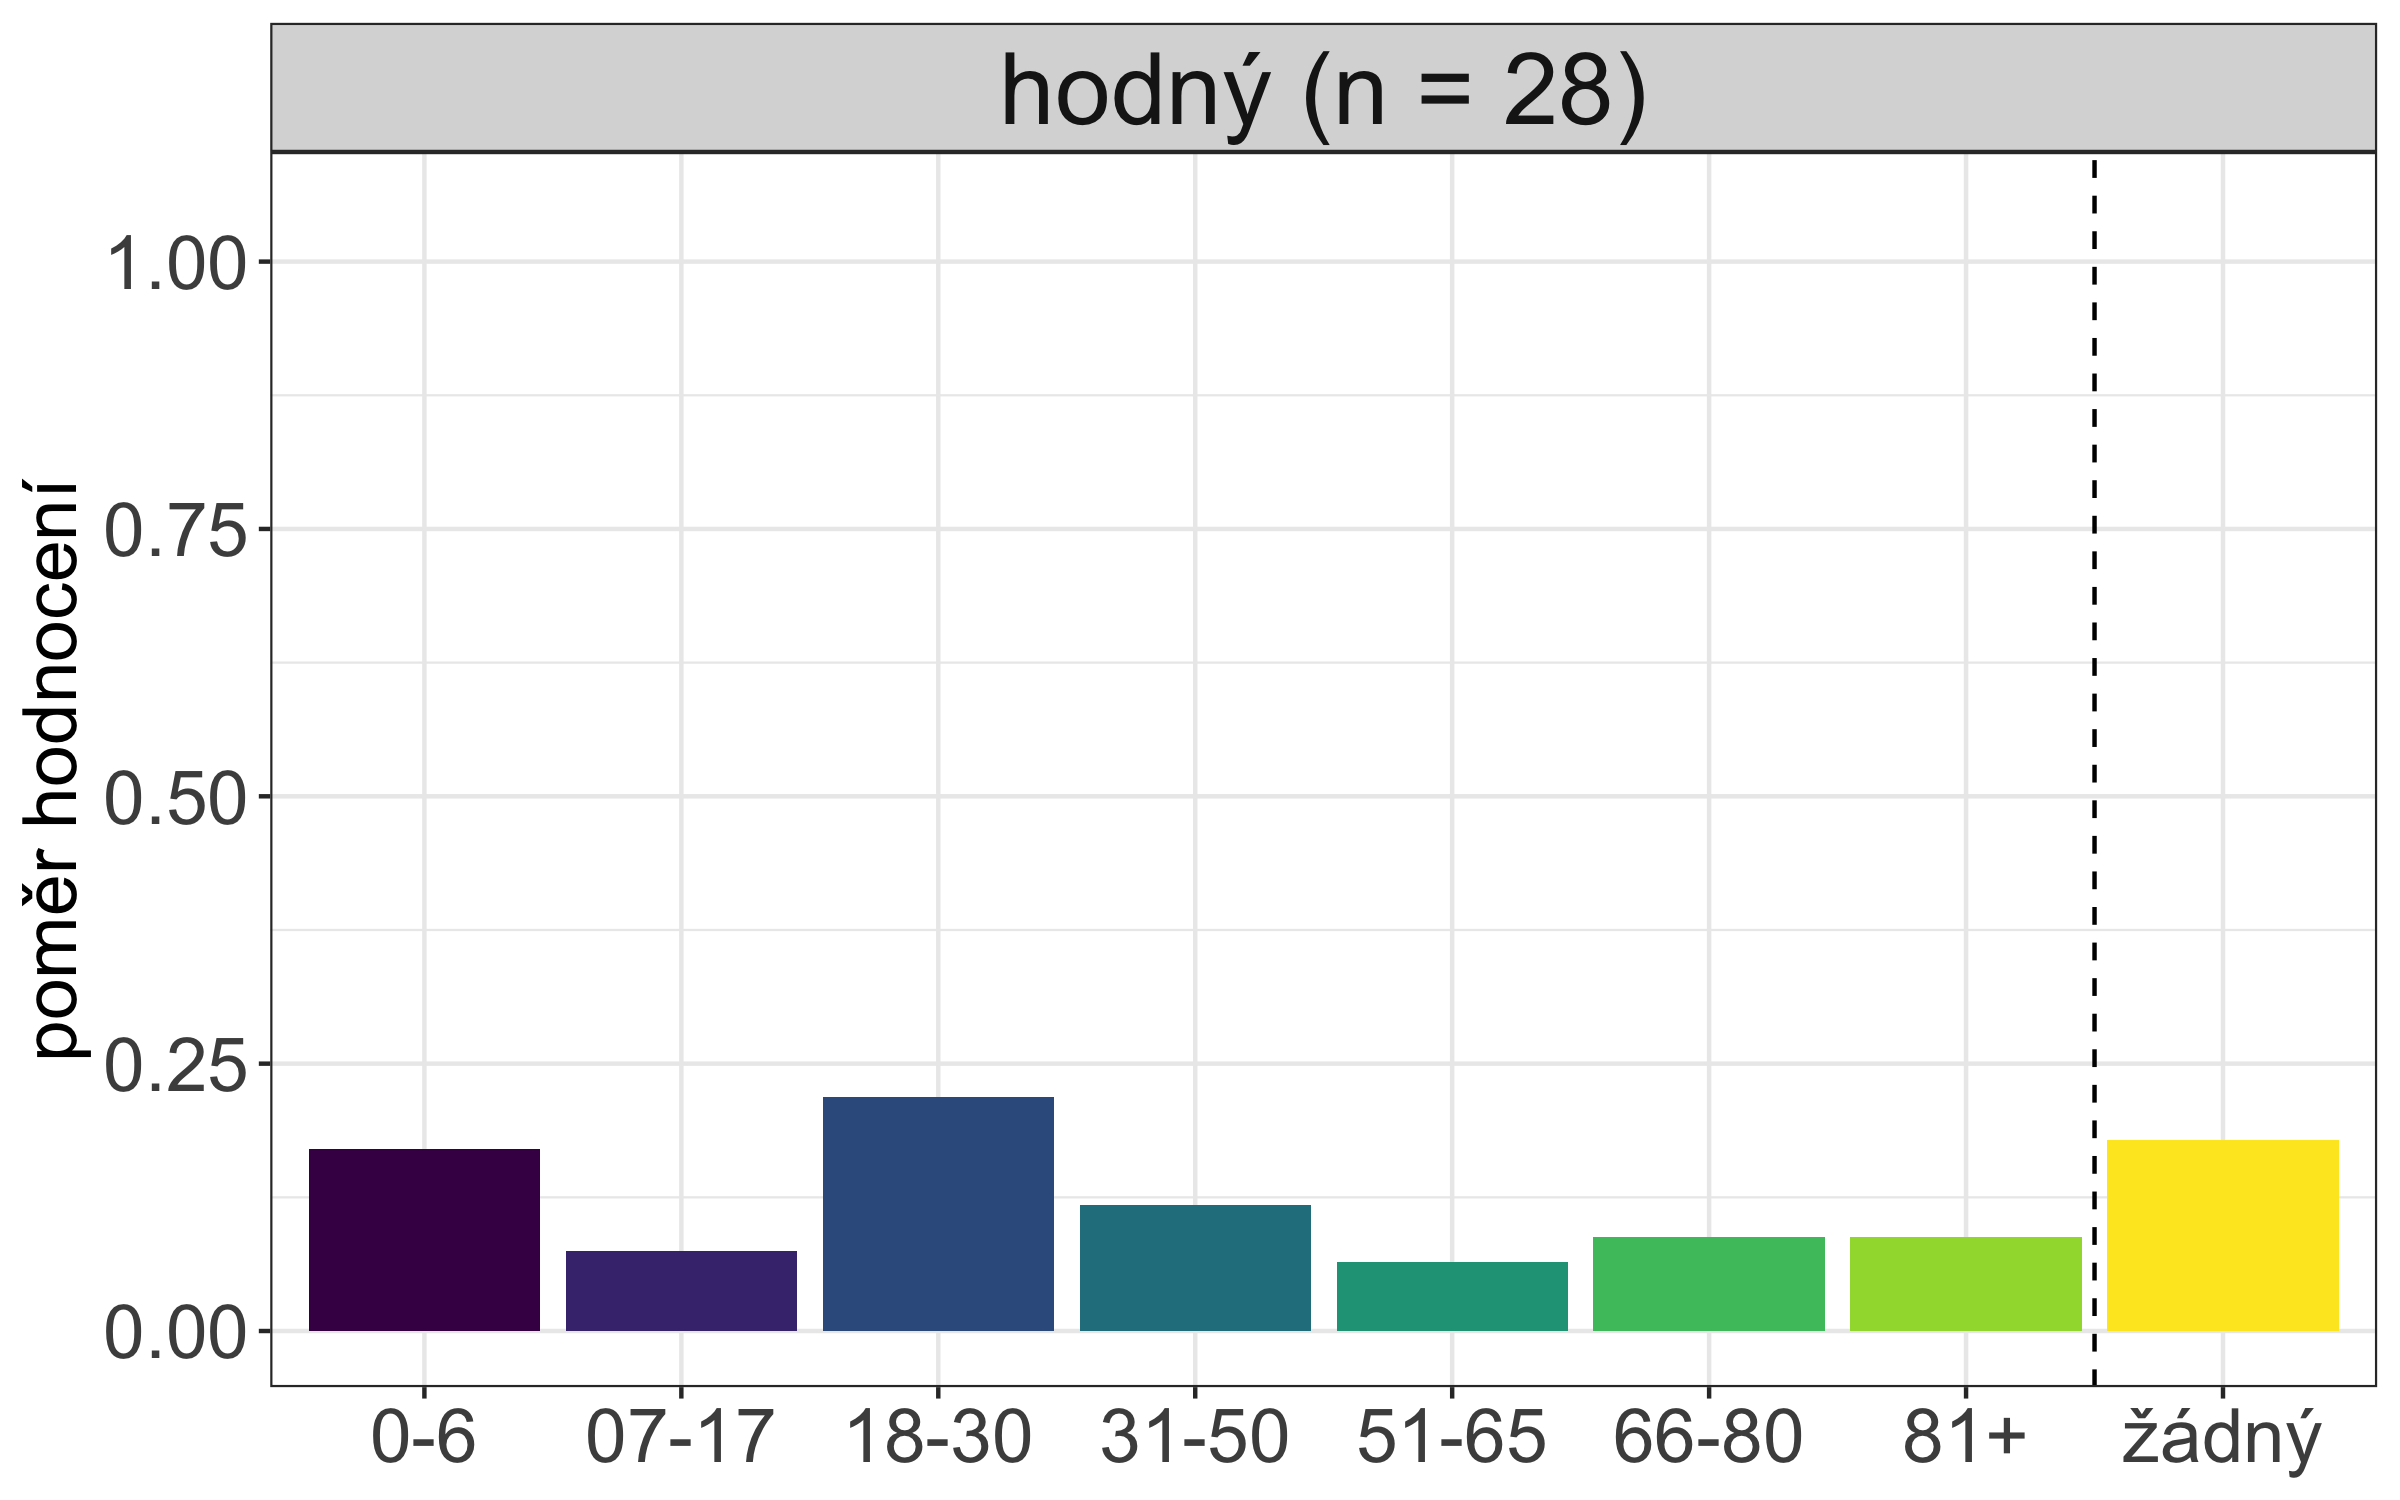 hodný (n = 28)
poměr hodnocení
1.00
0.75
0.50
0.25
0.00
0-6 07-17 18-30 31-50 51-65 66-80 81+ žádný